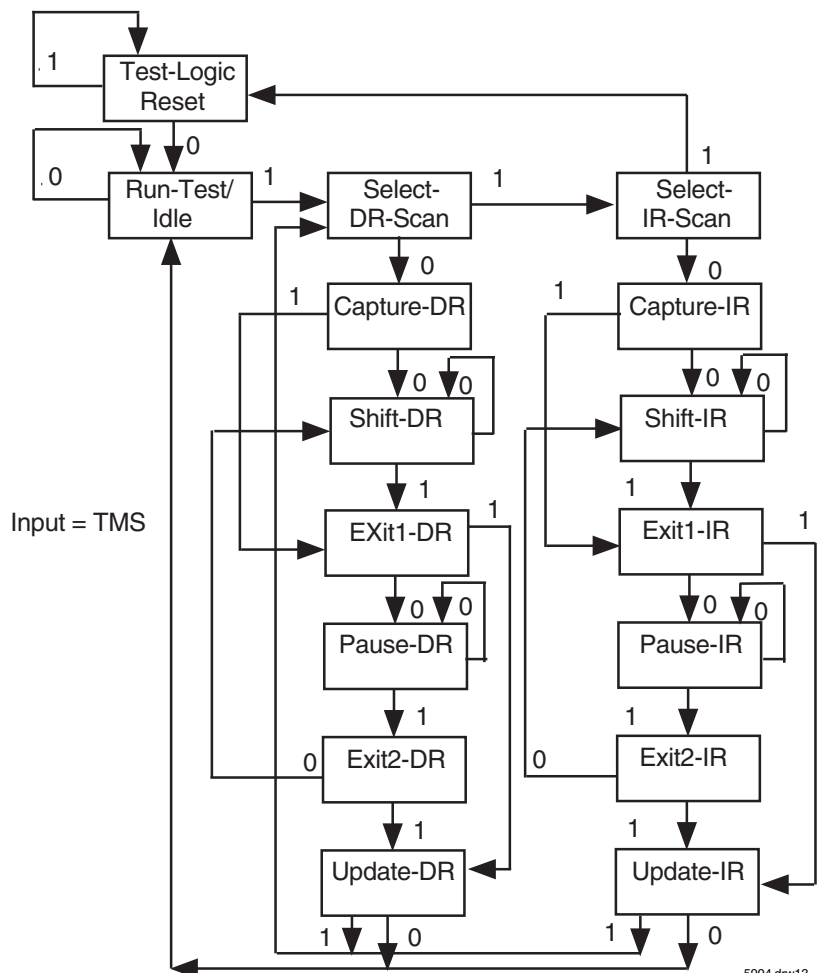 .1
Test-Logic
Reset
0
1
.0
Run-Test/
Idle
1
Select-
DR-Scan
1
Select-
IR-Scan
0
0
1
Capture-DR
1
Capture-IR
0
0
0
0
Shift-DR
Shift-IR
1
1
Input = TMS
EXit1-DR
1
Exit1-IR
1
0
0
0
0
Pause-DR
Pause-IR
1
1
0
Exit2-DR
0
Exit2-IR
1
1
Update-DR
Update-IR
1
0
1
0